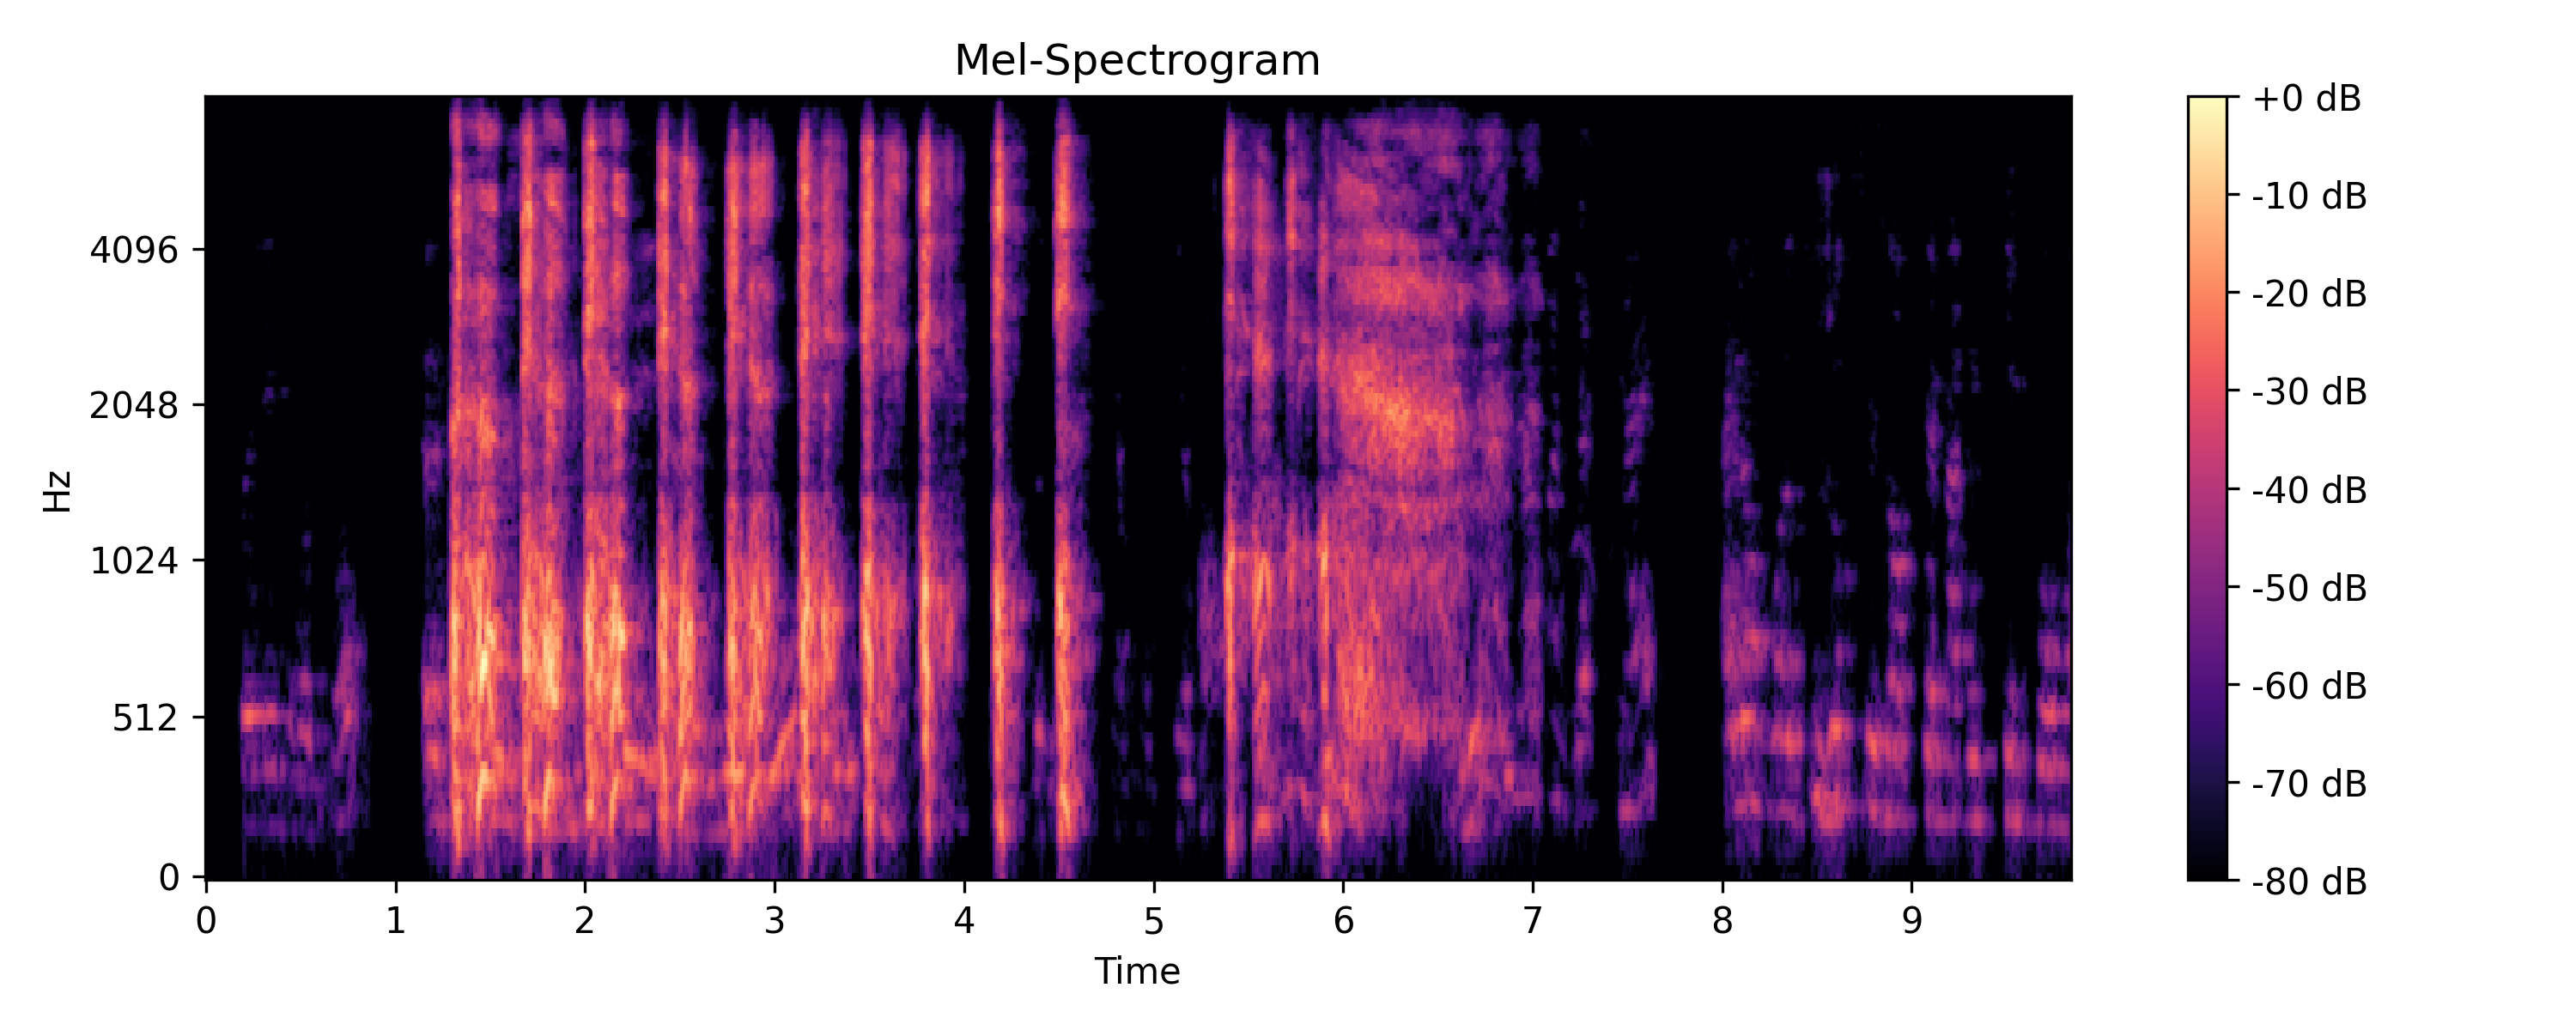 Mel-Spectrogram
+0 dB
-10 dB
-20 dB
-30 dB
-40 dB
-50 dB
-60 dB
-70 dB
-80 dB
Hz
4096
2048
1024
512
0
0 1 2 3 4 5 6 7 8 9
Time